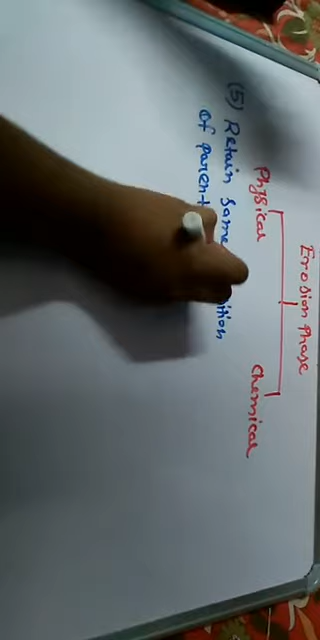 Erosion phase
Physical Chemical
(5) Retain same
of parent